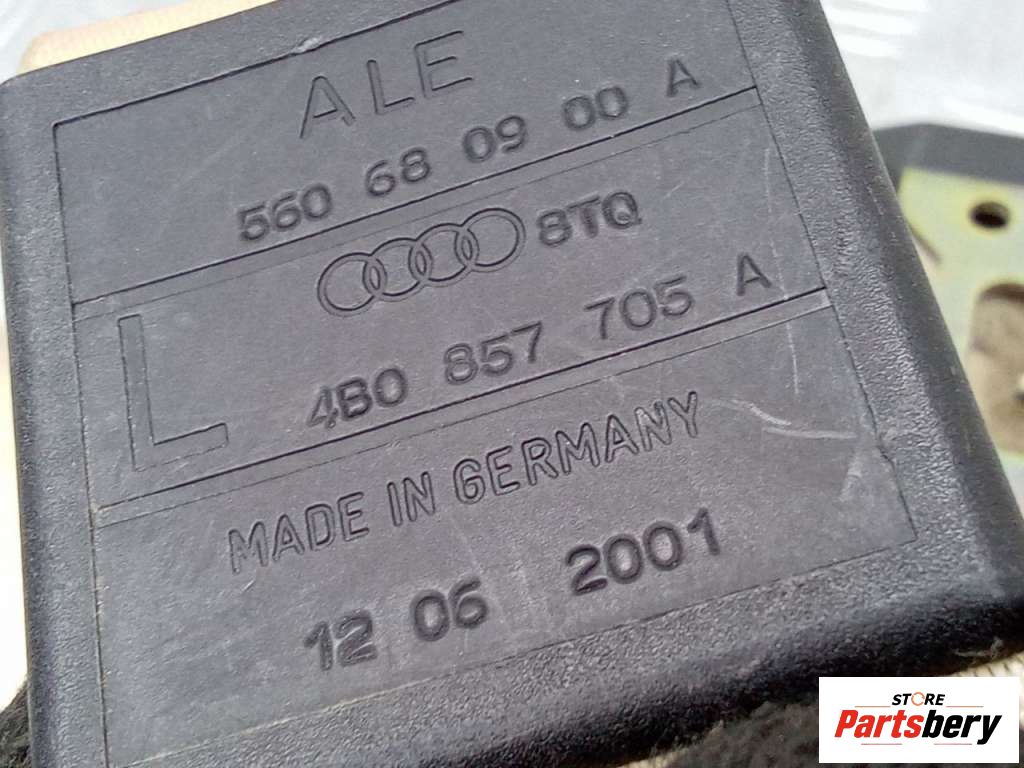 ALE
560 68 09 00 A
8TQ
L
4B0 857 705 A
MADE IN GERMANY
12 06 2001
STORE
Partsbery